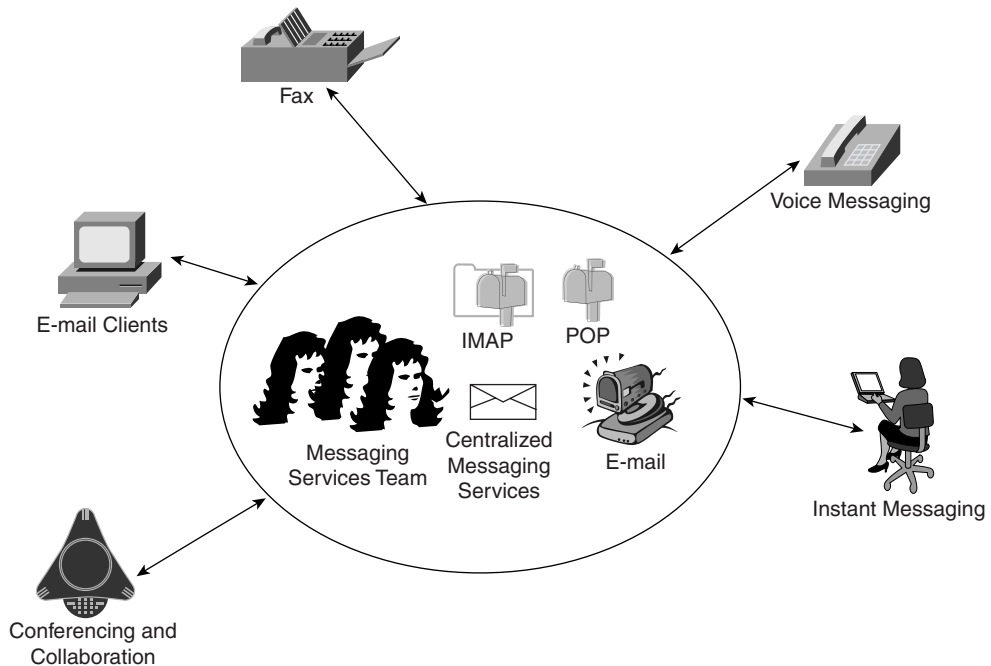 Fax
Voice Messaging
E-mail Clients
IMAP
POP
Messaging
Services Team
Centralized
Messaging
Services
E-mail
Instant Messaging
Conferencing and
Collaboration